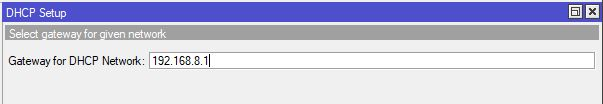 DHCP Setup
Select gateway for given network
Gateway for DHCP Network: 192.168.8.1